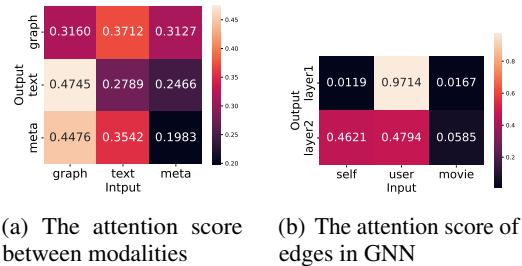 graph
0.3160 0.3712 0.3127
0.45
Output
text
0.4745 0.2789 0.2466
0.40
0.35
0.30
meta
0.4476 0.3542 0.1983
0.25
0.20
graph text meta
Intput
layer1
0.0119 0.9714 0.0167
0.8
0.6
Output
layer2
0.4621 0.4794 0.0585
0.4
0.2
self user movie
Input
(a) The attention score
between modalities
(b) The attention score of
edges in GNN